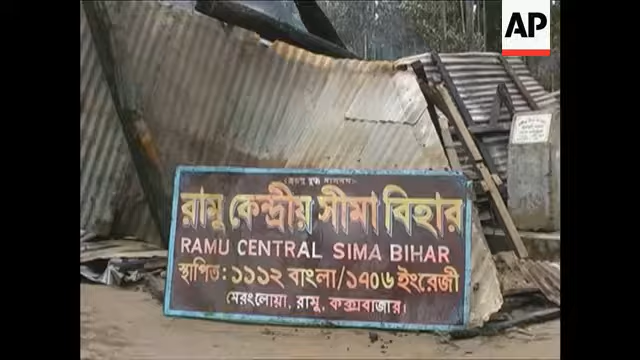 AP
রামু কেন্দ্রীয় সীমা বিহার
RAMU CENTRAL SIMA BIHAR
স্থাপিত: ১১১২ বাংলা/১৭০৬ ইংরেজী
মেরংলোয়া, রামু, কক্সবাজার।